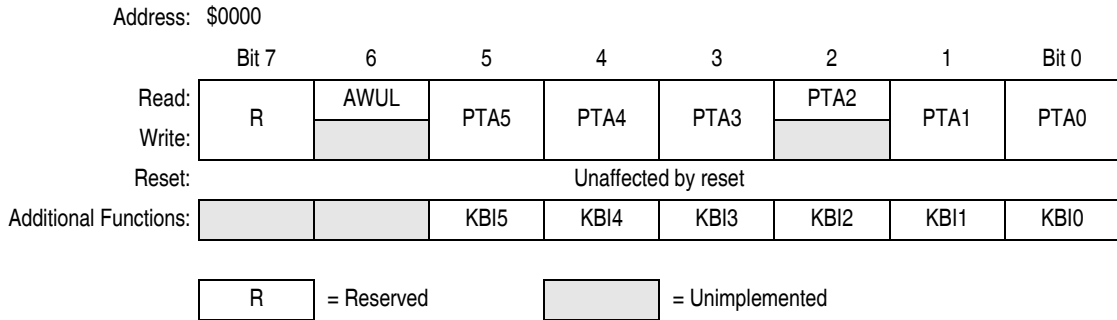 Address: $0000
Bit 7 6 5 4 3 2 1 Bit 0
Read: R AWUL PTA5 PTA4 PTA3 PTA2 PTA1 PTA0
Write:
Reset: Unaffected by reset
Additional Functions: KBI5 KBI4 KBI3 KBI2 KBI1 KBI0
R = Reserved = Unimplemented